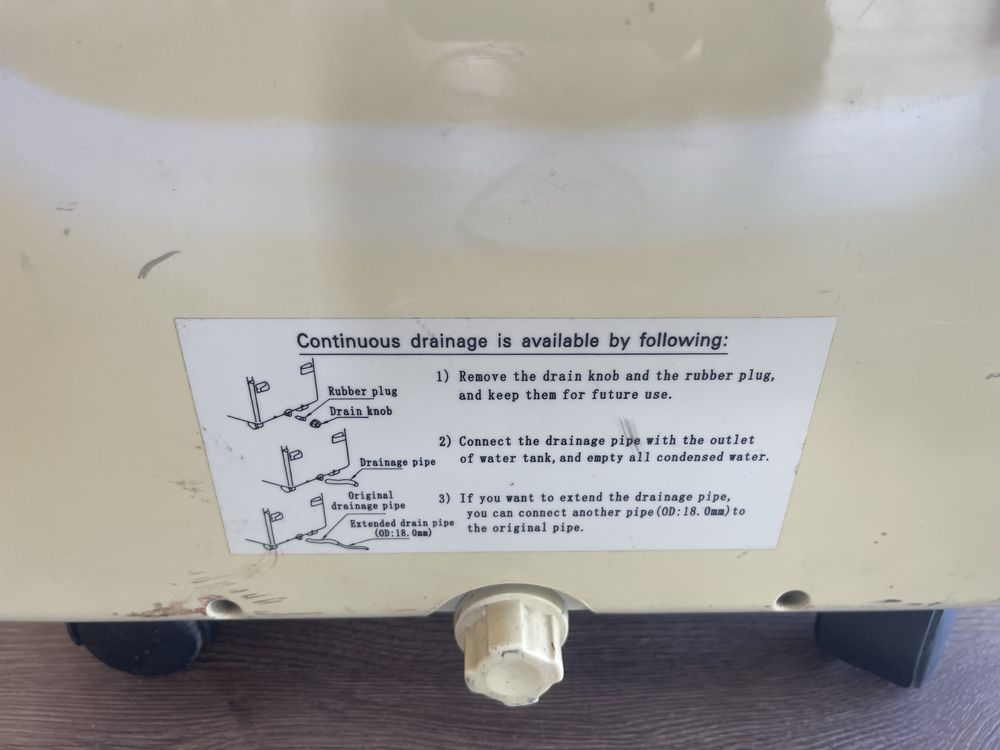 Continuous drainage is available by following:
Rubber plug
Drain knob
1) Remove the drain knob and the rubber plug,
and keep them for future use.
Drainage pipe
2) Connect the drainage pipe with the outlet
of water tank, and empty all condensed water.
Original
drainage pipe
Extended drain pipe
(OD:18.0mm)
3) If you want to extend the drainage pipe,
you can connect another pipe(OD:18.0mm)to
the original pipe.